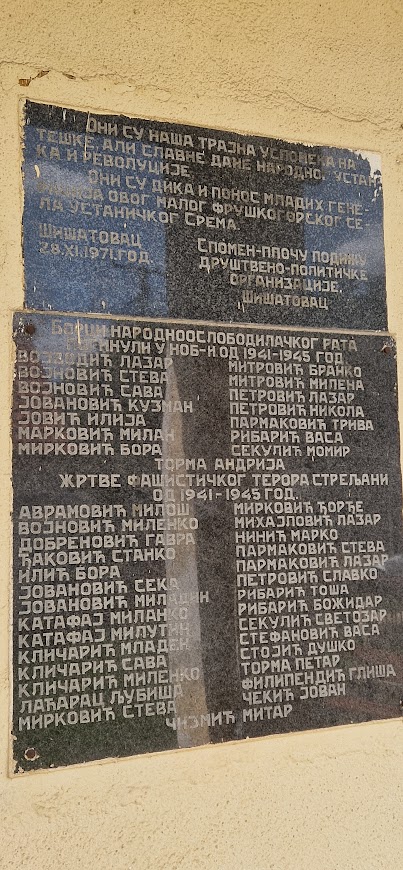 ОНИ СУ НАША ТРАЈНА УСПОМЕНА НА
ТЕШКЕ, АЛИ СЛАВНЕ ДАНЕ НАРОДНОГ УСТАН-
КА И РЕВОЛУЦИЈЕ.
ОНИ СУ ДИКА И ПОНОС МЛАДИХ ГЕНЕ-
ОВОГ МАЛОГ ФРУШКОГОРСКОГ СЕ-
ЛА УСТАНИЧКОГ СРЕМА.
ШИШАТОВАЦ
28.XI.1971.ГОД.
СПОМЕН-ПЛОЧУ ПОДИЖУ
ДРУШТВЕНО-ПОЛИТИЧКЕ
ОРГАНИЗАЦИЈЕ,
ШИШАТОВАЦ
БОРЦИ НАРОДНООСЛОБОДИЛАЧКОГ РАТА
ПОГИНУЛИ У НОБ-И ОД 1941-1945 ГОД.
ВОЈВОДИЋ ЛАЗАР
ВОЈНОВИЋ СТЕВА
ВОЈНОВИЋ САВА
ЈОВАНОВИЋ КУЗМАН
ЈОВИЋ ИЛИЈА
МАРКОВИЋ МИЛАН
МИРКОВИЋ БОРА
МИТРОВИЋ БРАНКО
МИТРОВИЋ МИЛЕНА
ПЕТРОВИЋ ЛАЗАР
ПЕТРОВИЋ НИКОЛА
ПАРМАКОВИЋ ТРИВА
РИБАРИЋ ВАСА
СЕКУЛИЋ МОМИР
ТОРМА АНДРИЈА
ЖРТВЕ ФАШИСТИЧКОГ ТЕРОРА СТРЕЉАНИ
ОД 1941-1945 ГОД.
АВРАМОВИЋ МИЛОШ
ВОЈНОВИЋ МИЛЕНКО
ДОБРЕНОВИЋ ГАВРА
ЂАКОВИЋ СТАНКО
ИЛИЋ БОРА
ЈОВАНОВИЋ СЕКА
ЈОВАНОВИЋ МИЛАДИН
КАТАФАЈ МИЛАНКО
КАТАФАЈ МИЛУТИН
КЛИЧАРИЋ МЛАДЕН
КЛИЧАРИЋ САВА
КЛИЧАРИЋ МИЛЕНКО
ЛАЋАРАЦ ЉУБИША
МИРКОВИЋ СТЕВА
МИРКОВИЋ ЂОРЂЕ
МИХАЈЛОВИЋ ЛАЗАР
НИНИЋ МАРКО
ПАРМАКОВИЋ СТЕВА
ПАРМАКОВИЋ ЛАЗАР
ПЕТРОВИЋ СЛАВКО
РИБАРИЋ ТОША
РИБАРИЋ БОЖИДАР
СЕКУЛИЋ СВЕТОЗАР
СТЕФАНОВИЋ ВАСА
СТОЈИЋ ДУШКО
ТОРМА ПЕТАР
ФИЛИПЕНДИЋ ГЛИША
ЧЕКИЋ ЈОВАН
ЧИЗМИЋ МИТАР